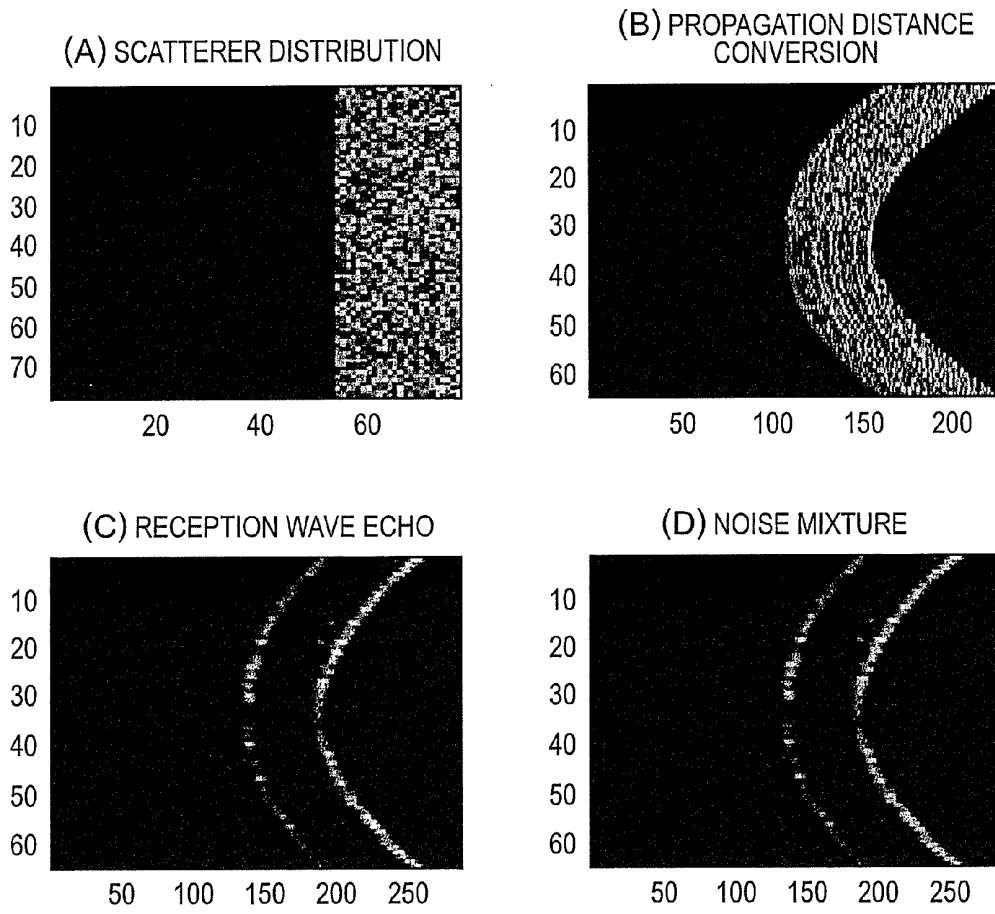 (A) SCATTERER DISTRIBUTION
10
20
30
40
50
60
70
20 40 60
(B) PROPAGATION DISTANCE
CONVERSION
10
20
30
40
50
60
50 100 150 200
(C) RECEPTION WAVE ECHO
10
20
30
40
50
60
50 100 150 200 250
(D) NOISE MIXTURE
10
20
30
40
50
60
50 100 150 200 250